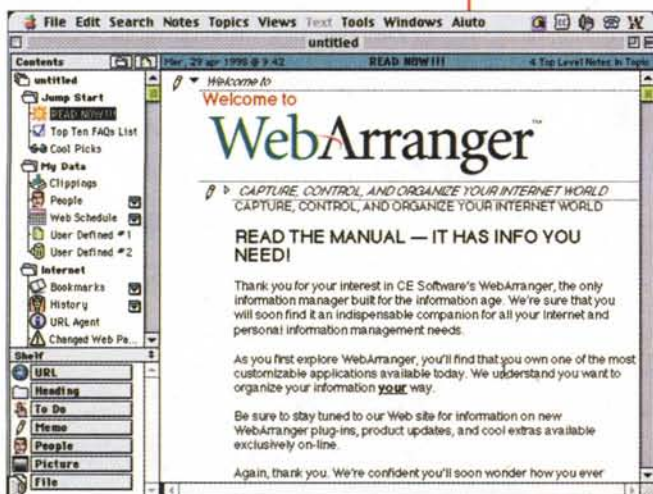 File Edit Search Notes Topics Views Text Tools Windows Aiuto
untitled
Contents
Mer, 29 apr 1998 @ 9:42 READ NOW!!! 4 Top Level Notes In Topic
untitled
Jump Start
READ NOW!!!
Top Ten FAQs List
Cool Picks
My Data
Clippings
People
Web Schedule
User Defined #1
User Defined #2
Internet
Bookmarks
History
URL Agent
Changed Web Pa...
Shelf
URL
Heading
To Do
Memo
People
Picture
File
Welcome to
Welcome to
WebArranger™
CAPTURE, CONTROL, AND ORGANIZE YOUR INTERNET WORLD
CAPTURE, CONTROL, AND ORGANIZE YOUR INTERNET WORLD
READ THE MANUAL — IT HAS INFO YOU
NEED!
Thank you for your interest in CE Software's WebArranger, the only
information manager built for the information age. We're sure that you
will soon find it an indispensable companion for all your Internet and
personal information management needs.
As you first explore WebArranger, you'll find that you own one of the most
customizable applications available today. We understand you want to
organize your information your way.
Be sure to stay tuned to our Web site for information on new
WebArranger plug-ins, product updates, and cool extras available
exclusively on-line.
Again, thank you. We're confident you'll soon wonder how you ever